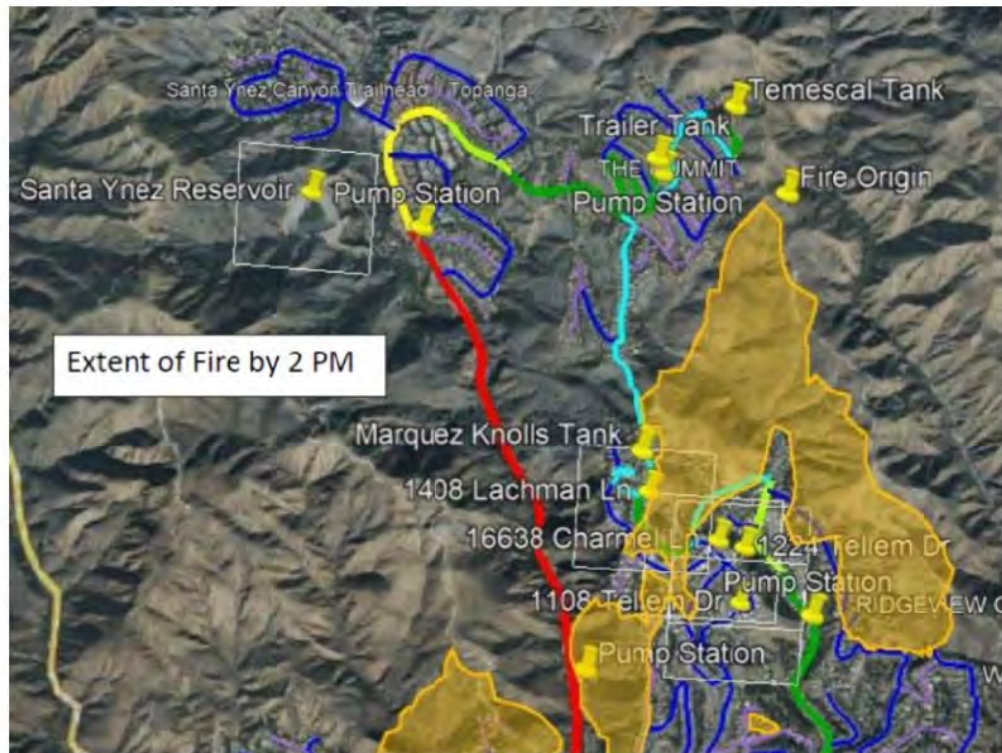 Santa Ynez Canyon Trailhead / Topanga
Temescal Tank
Trailer Tank
THE SUMMIT
Fire Origin
Santa Ynez Reservoir
Pump Station
Pump Station
Extent of Fire by 2 PM
Marquez Knolls Tank
1408 Lachman Ln
16638 Charmel Ln
1224 Tellem Dr
Pump Station
1108 Tellem Dr
RIDGEVIEW C
Pump Station
W